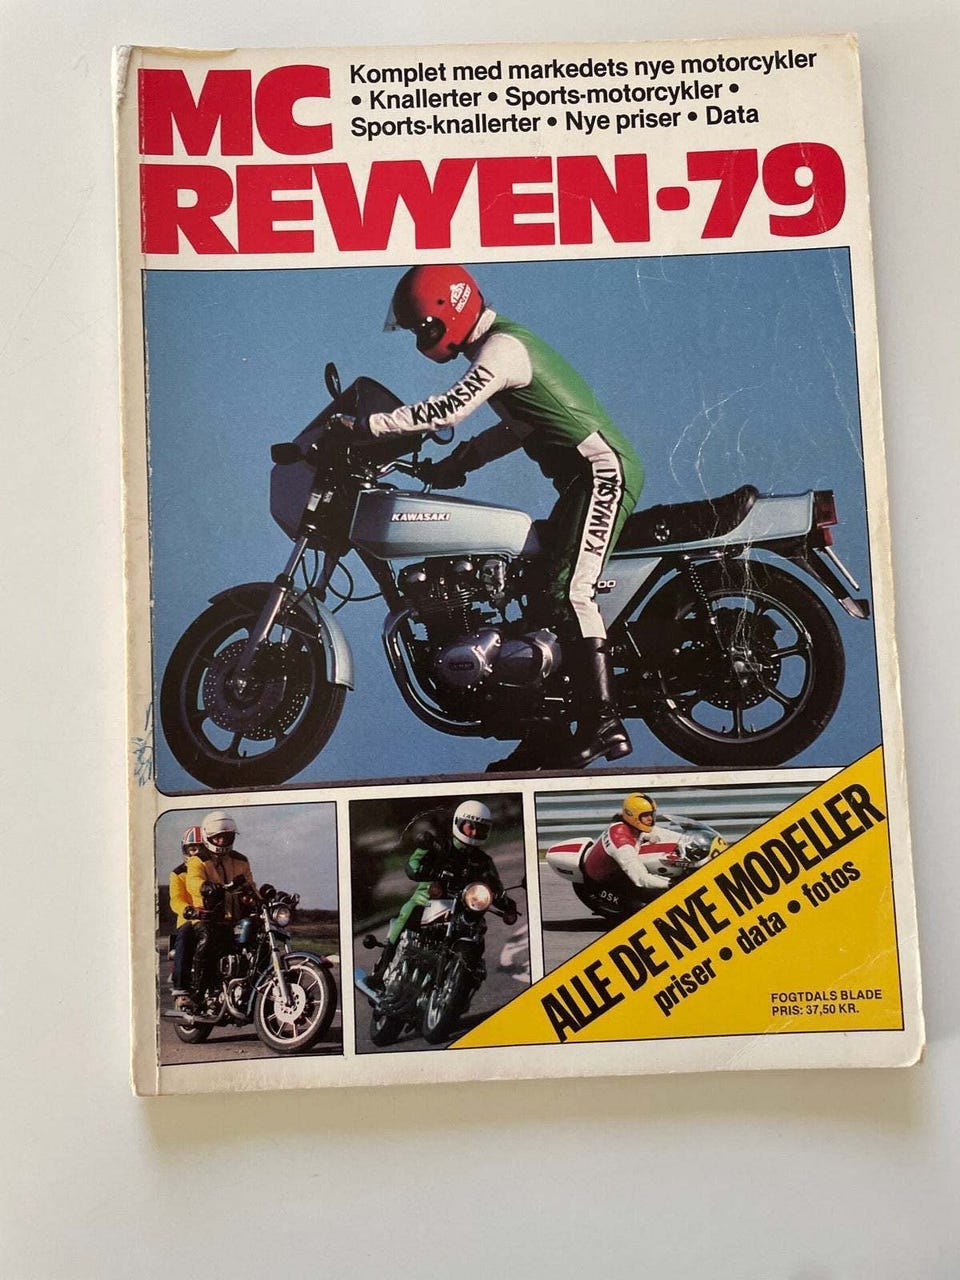 MC
Komplet med markedets nye motorcykler
• Knallerter • Sports-motorcykler •
Sports-knallerter • Nye priser • Data
REVYEN-79
KAWASAKI
KAWASAKI
KAWASAKI
ALLE DE NYE MODELLER
priser • data • fotos
DSK
FOGTDALS BLADE
PRIS: 37,50 KR.